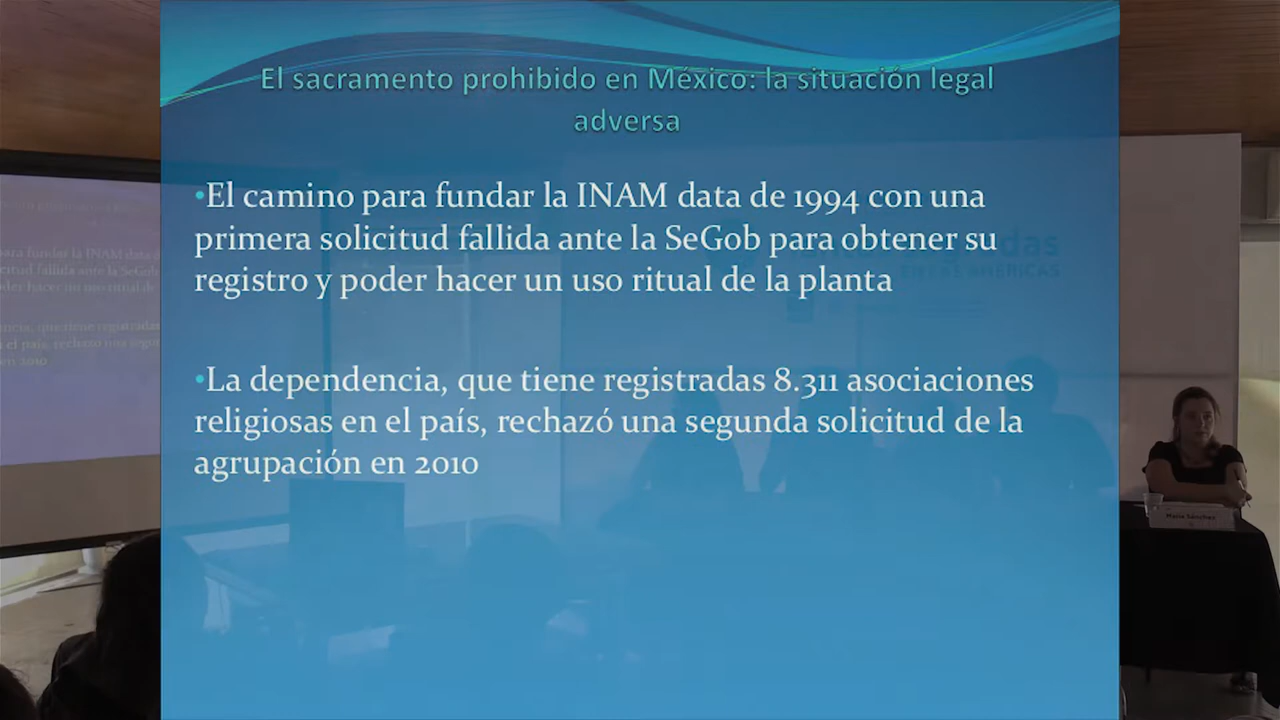 El sacramento prohibido en México: la situación legal
adversa
•El camino para fundar la INAM data de 1994 con una
primera solicitud fallida ante la SeGob para obtener su
registro y poder hacer un uso ritual de la planta
•La dependencia, que tiene registradas 8.311 asociaciones
religiosas en el país, rechazó una segunda solicitud de la
agrupación en 2010